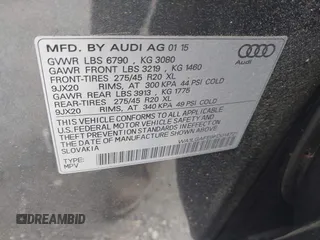 MFD. BY AUDI AG 01 15
GVWR LBS 6790 , KG 3080
GAWR FRONT LBS 3219 , KG 1460
FRONT-TIRES 275/45 R20 XL
9JX20 RIMS, AT 300 KPA 44 PSI COLD
GAWR REAR LBS 3913 , KG 1775
REAR-TIRES 275/45 R20 XL
9JX20 RIMS, AT 340 KPA 49 PSI COLD
THIS VEHICLE CONFORMS TO ALL APPLICABLE
U.S. FEDERAL MOTOR VEHICLE SAFETY, BUMPER, AND
THEFT PREVENTION STANDARDS IN EFFECT ON
THE DATE OF MANUFACTURE SHOWN ABOVE.
SLOVAKIA
TYPE:
MPV
Audi
DREAMBID